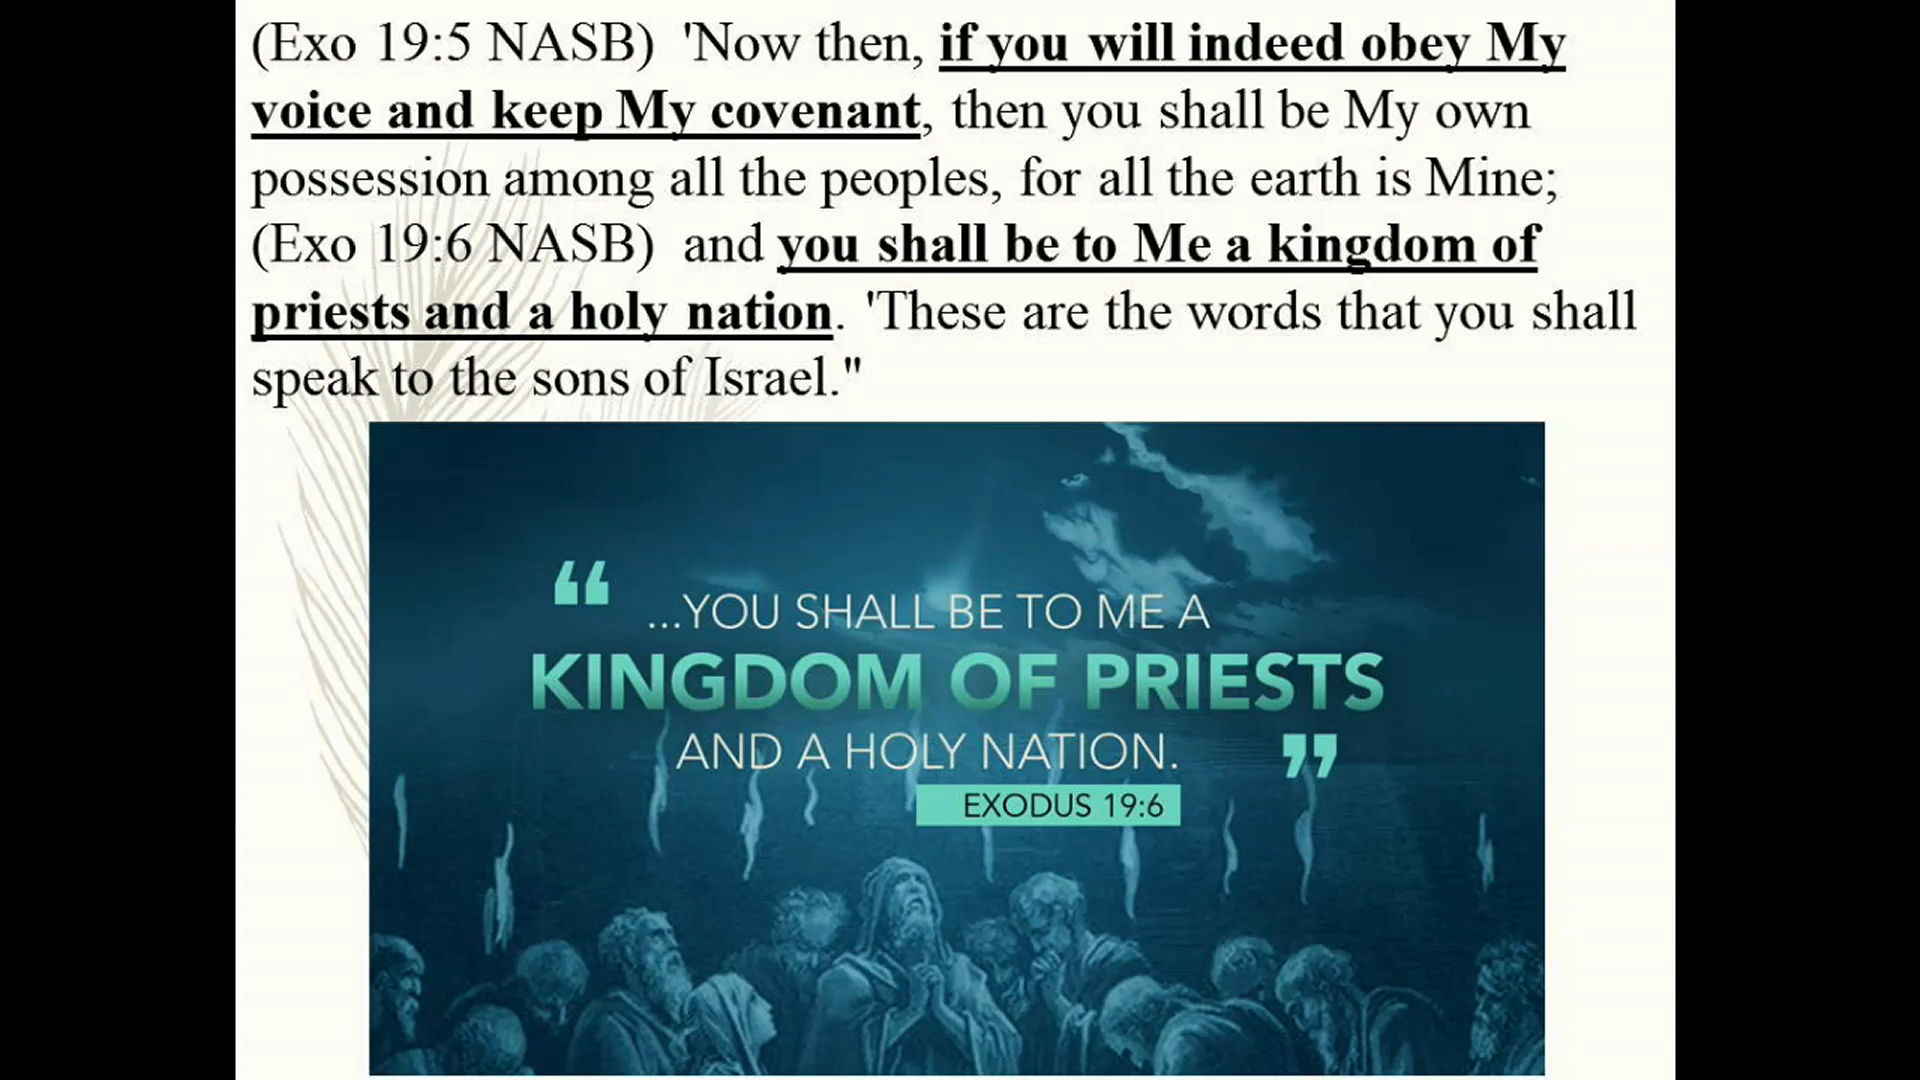 (Exo 19:5 NASB)  'Now then, if you will indeed obey My
voice and keep My covenant, then you shall be My own
possession among all the peoples, for all the earth is Mine;
(Exo 19:6 NASB)  and you shall be to Me a kingdom of
priests and a holy nation.  'These are the words that you shall
speak to the sons of Israel."
“ ...YOU SHALL BE TO ME A
KINGDOM OF PRIESTS
AND A HOLY NATION. ”
EXODUS 19:6